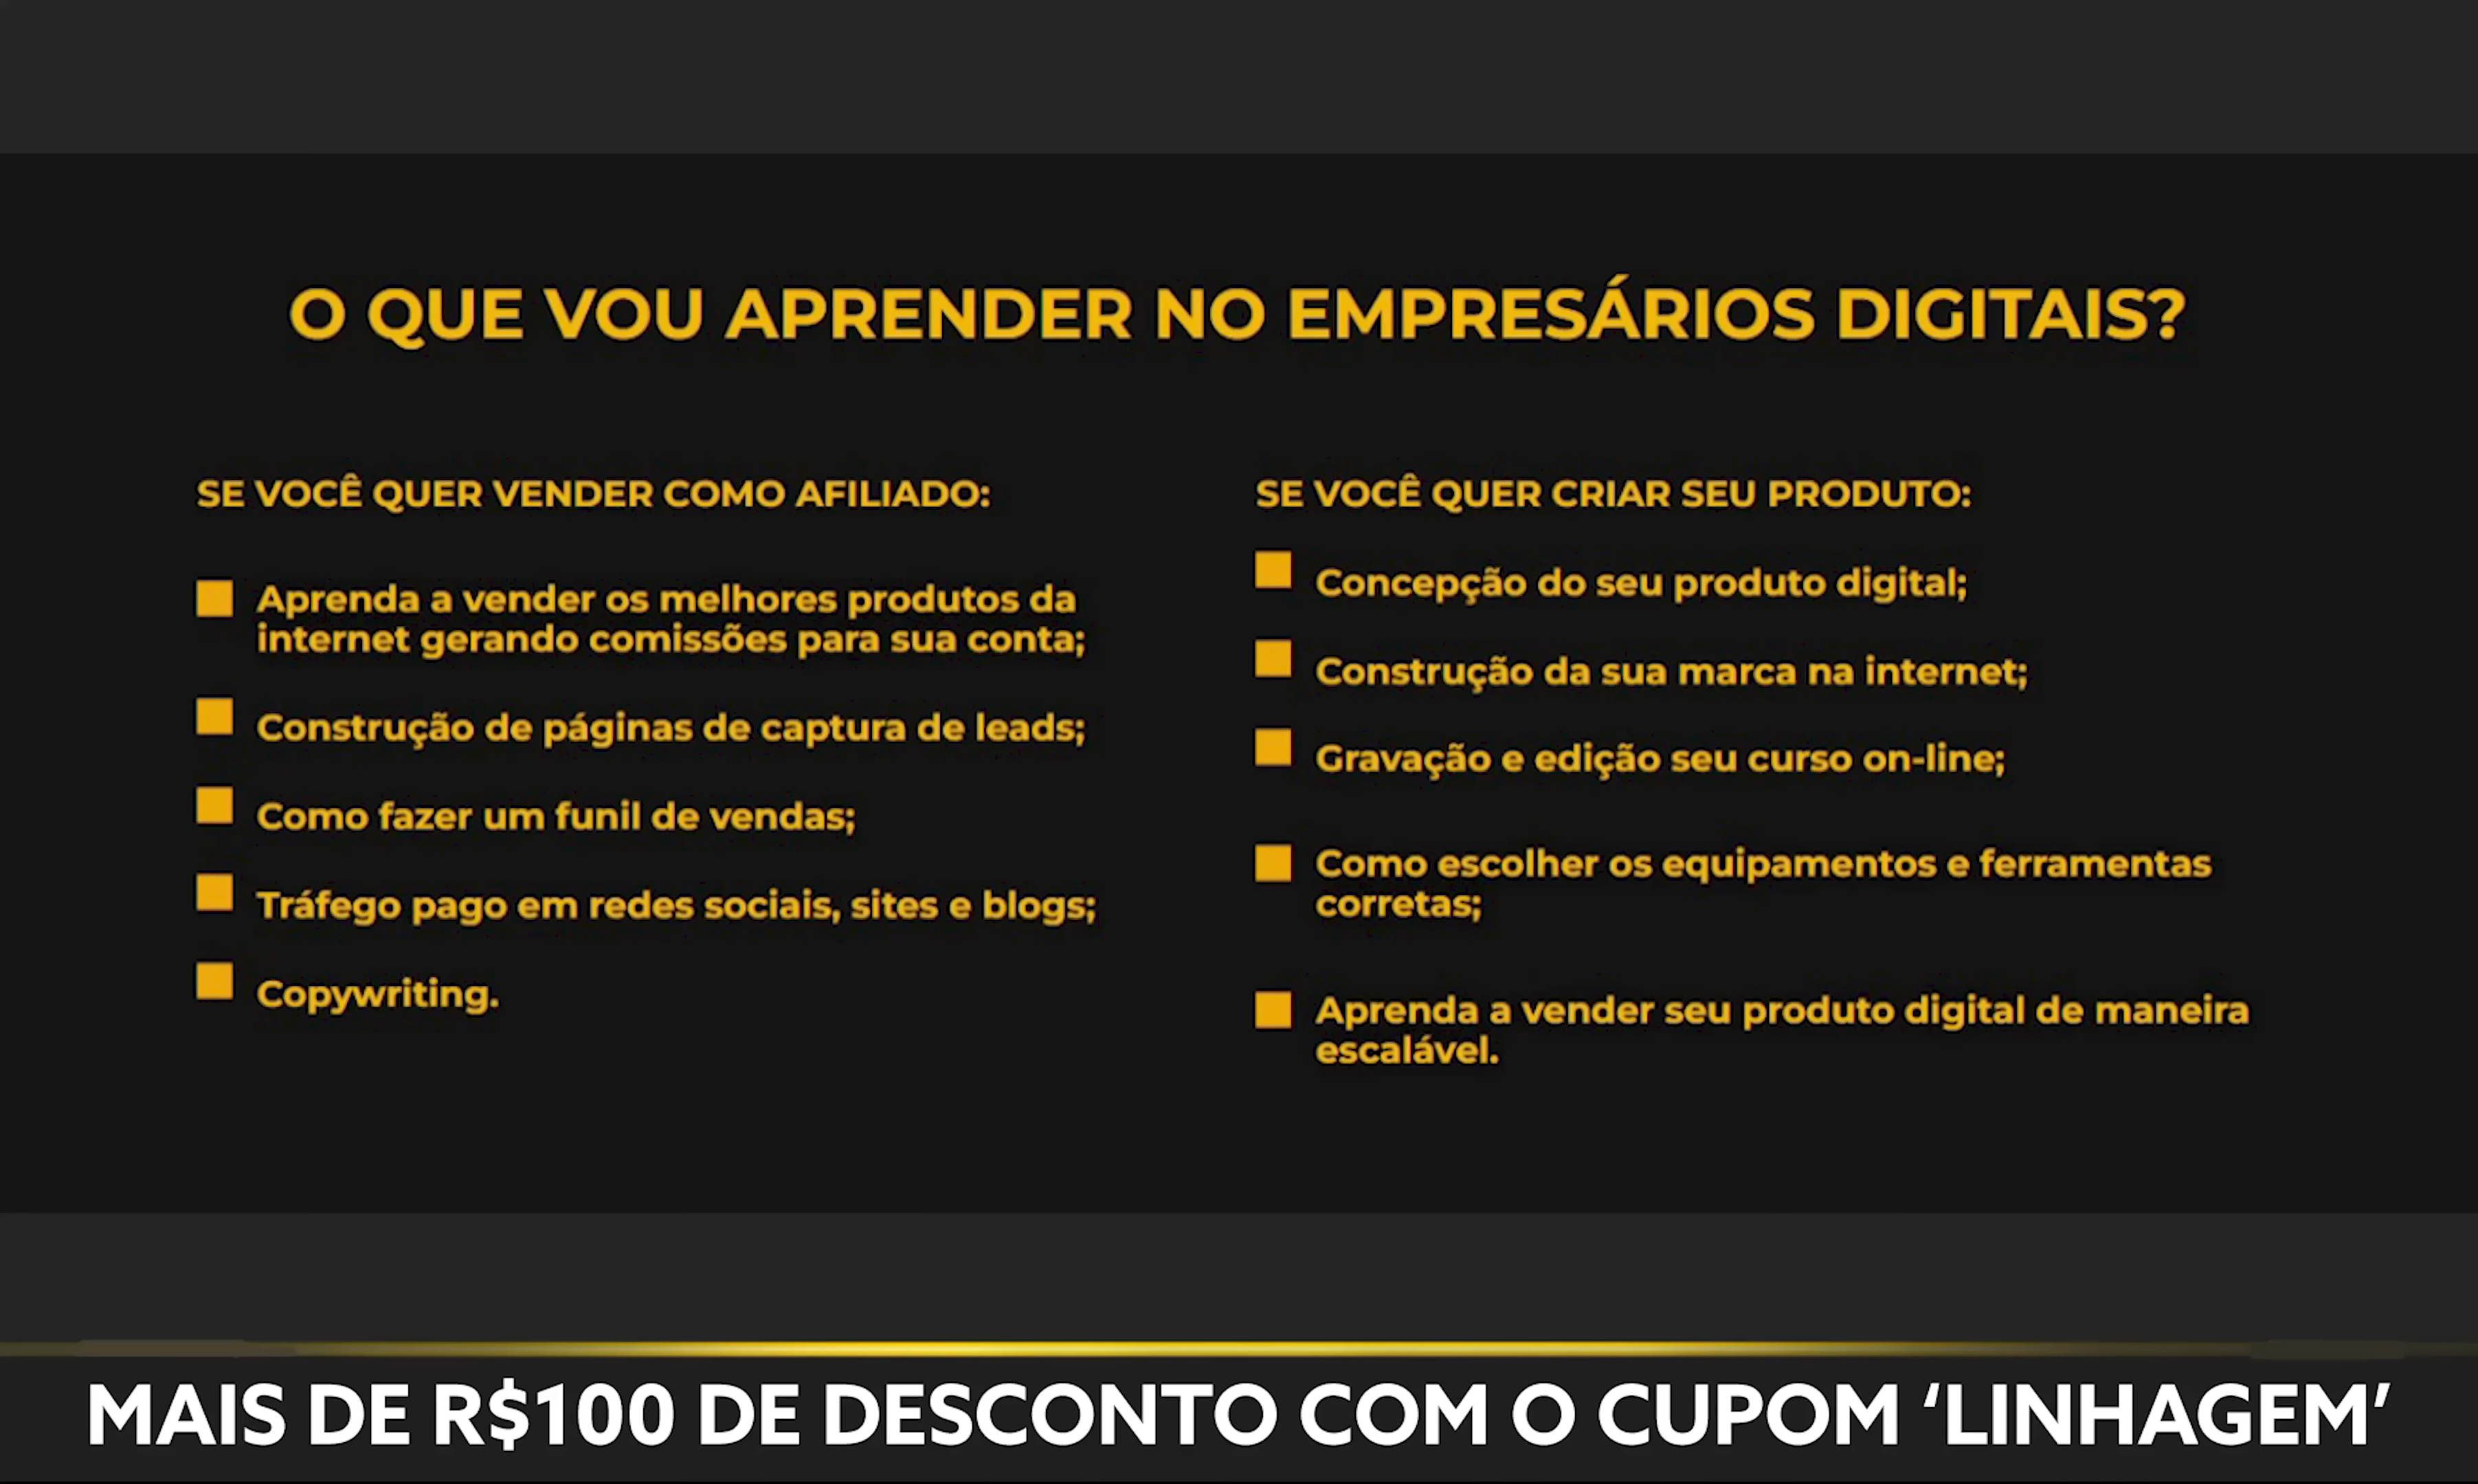 O QUE VOU APRENDER NO EMPRESÁRIOS DIGITAIS?
SE VOCÊ QUER VENDER COMO AFILIADO:
Aprenda a vender os melhores produtos da
internet gerando comissões para sua conta;
Construção de páginas de captura de leads;
Como fazer um funil de vendas;
Tráfego pago em redes sociais, sites e blogs;
Copywriting.
SE VOCÊ QUER CRIAR SEU PRODUTO:
Concepção do seu produto digital;
Construção da sua marca na internet;
Gravação e edição seu curso on-line;
Como escolher os equipamentos e ferramentas
corretas;
Aprenda a vender seu produto digital de maneira
escalável.
MAIS DE R$100 DE DESCONTO COM O CUPOM ‘LINHAGEM’